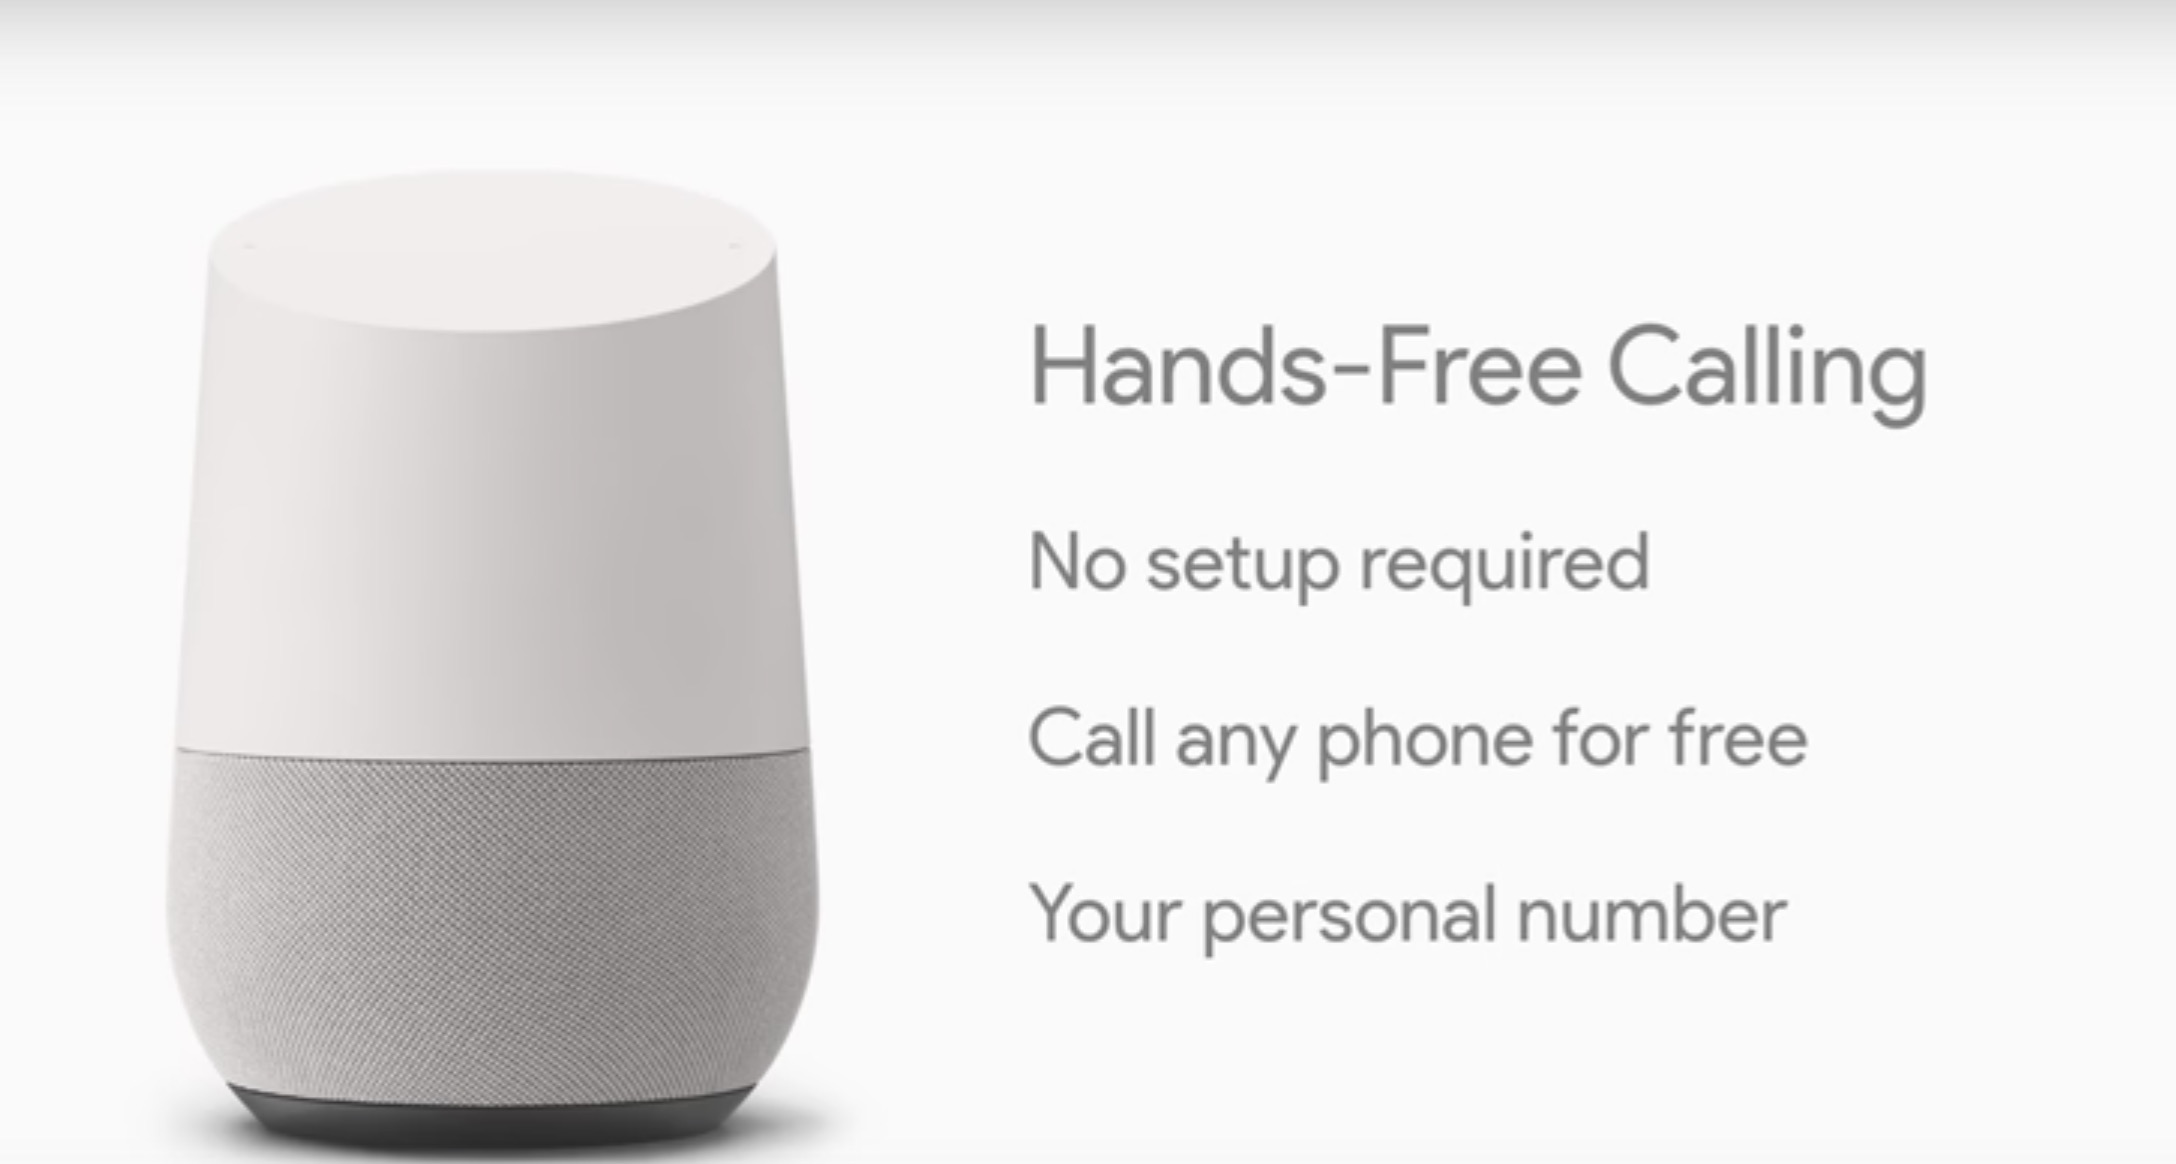 Hands-Free Calling
No setup required
Call any phone for free
Your personal number